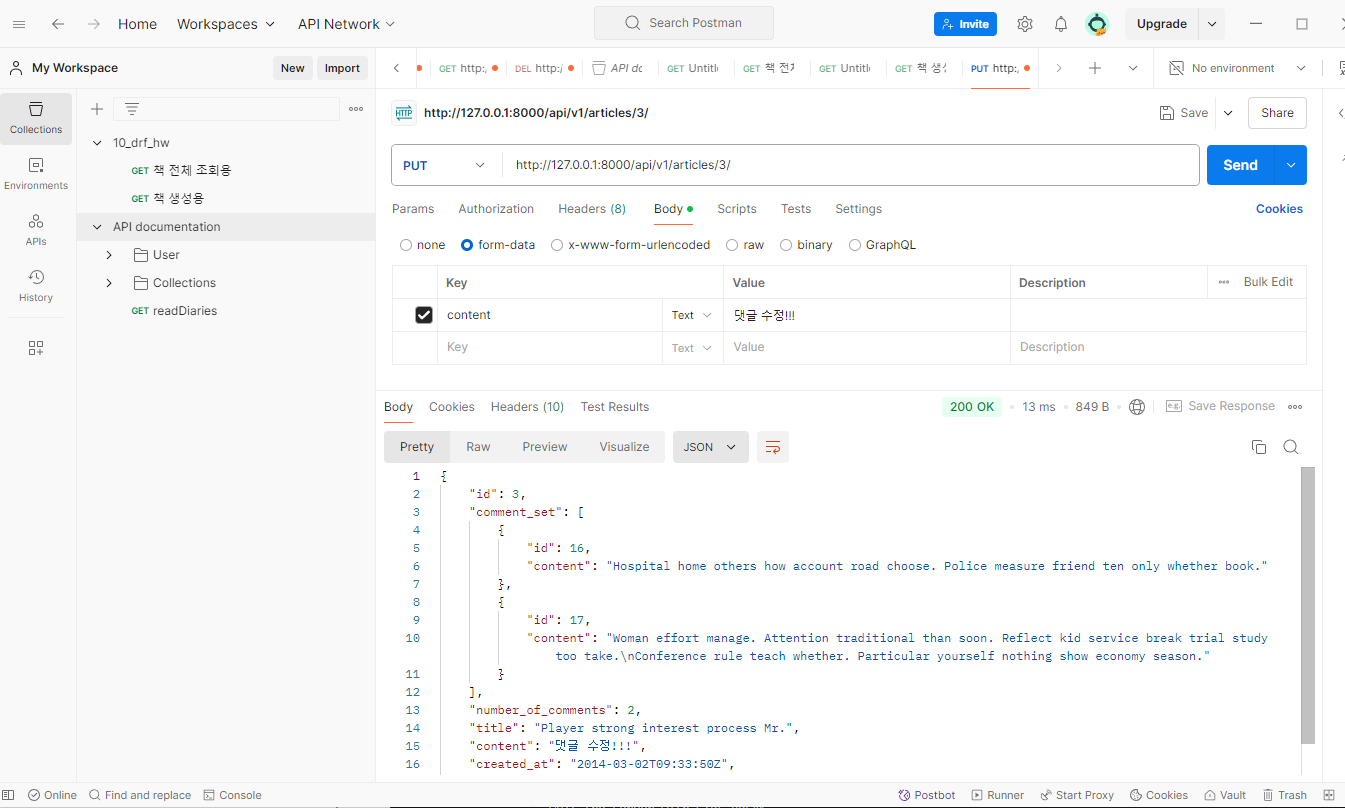 Home Workspaces API Network Search Postman Invite Upgrade
My Workspace New Import GET http:, DEL http:/ API dc GET Untitle GET 책 전 GET Untitle GET 책 생 PUT http:, No environment
Collections
Environments
APIs
History
10_drf_hw
GET 책 전체 조회용
GET 책 생성용
API documentation
User
Collections
GET readDiaries
HTTP http://127.0.0.1:8000/api/v1/articles/3/ Save Share
PUT http://127.0.0.1:8000/api/v1/articles/3/ Send
Params Authorization Headers (8) Body Scripts Tests Settings Cookies
none form-data x-www-form-urlencoded raw binary GraphQL
Key Value Description Bulk Edit
content Text 댓글 수정!!!
Key Text Value Description
Body Cookies Headers (10) Test Results 200 OK 13 ms 849 B e.g. Save Response
Pretty Raw Preview Visualize JSON
1 {
2 "id": 3,
3 "comment_set": [
4 {
5 "id": 16,
6 "content": "Hospital home others how account road choose. Police measure friend ten only whether book."
7 },
8 {
9 "id": 17,
10 "content": "Woman effort manage. Attention traditional than soon. Reflect kid service break trial study
too take.\nConference rule teach whether. Particular yourself nothing show economy season."
11 }
12 ],
13 "number_of_comments": 2,
14 "title": "Player strong interest process Mr.",
15 "content": "댓글 수정!!!",
16 "created_at": "2014-03-02T09:33:50Z",
Online Find and replace Console Postbot Runner Start Proxy Cookies Vault Trash